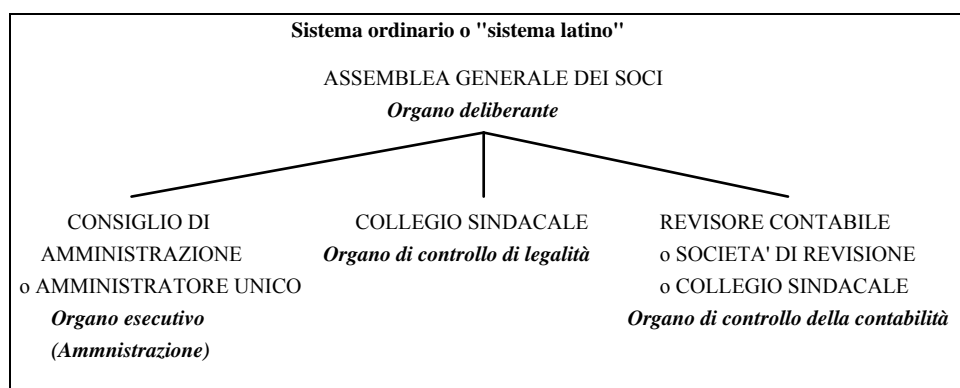 Sistema ordinario o "sistema latino"
ASSEMBLEA GENERALE DEI SOCI
Organo deliberante
CONSIGLIO DI
AMMINISTRAZIONE
o AMMINISTRATORE UNICO
Organo esecutivo
(Ammnistrazione)
COLLEGIO SINDACALE
Organo di controllo di legalità
REVISORE CONTABILE
o SOCIETA' DI REVISIONE
o COLLEGIO SINDACALE
Organo di controllo della contabilità